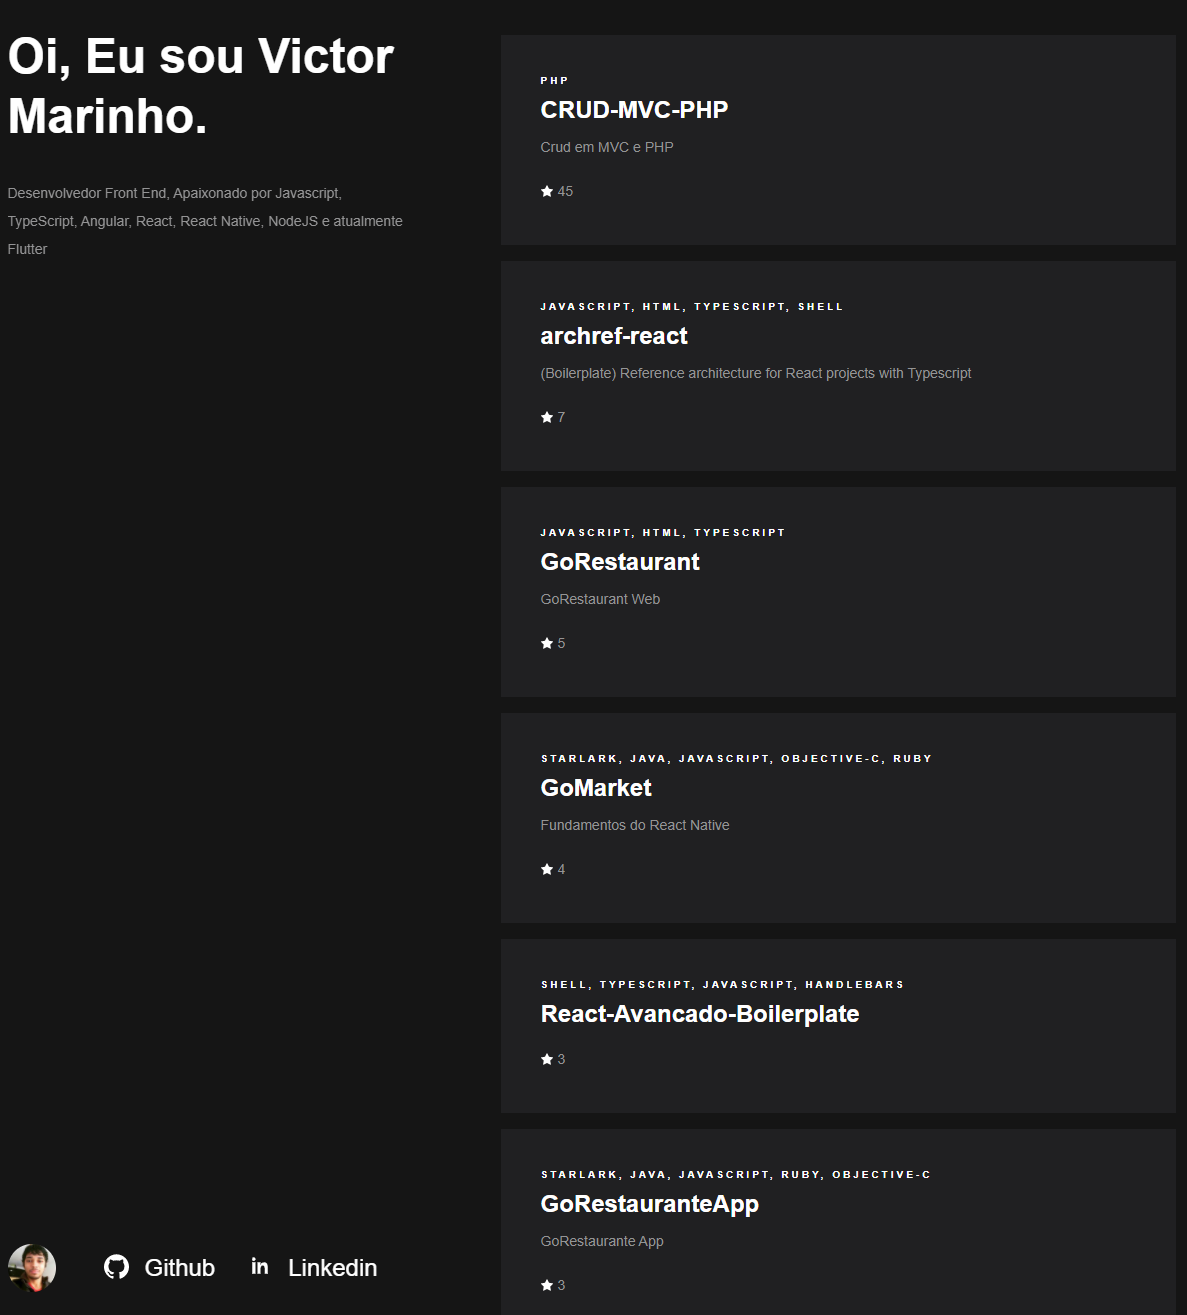 Oi, Eu sou Victor
Marinho.
Desenvolvedor Front End, Apaixonado por Javascript,
TypeScript, Angular, React, React Native, NodeJS e atualmente
Flutter
Github
Linkedin
PHP
CRUD-MVC-PHP
Crud em MVC e PHP
45
JAVASCRIPT, HTML, TYPESCRIPT, SHELL
archref-react
(Boilerplate) Reference architecture for React projects with Typescript
7
JAVASCRIPT, HTML, TYPESCRIPT
GoRestaurant
GoRestaurant Web
5
STARLARK, JAVA, JAVASCRIPT, OBJECTIVE-C, RUBY
GoMarket
Fundamentos do React Native
4
SHELL, TYPESCRIPT, JAVASCRIPT, HANDLEBARS
React-Avancado-Boilerplate
3
STARLARK, JAVA, JAVASCRIPT, RUBY, OBJECTIVE-C
GoRestauranteApp
GoRestaurante App
3